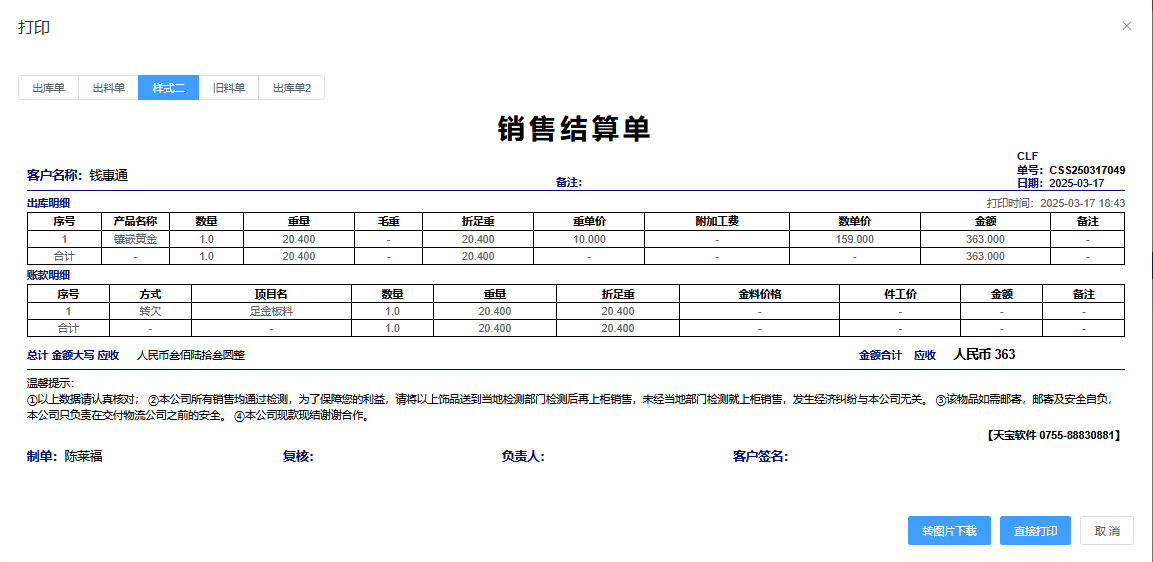 打印
×
出库单 出料单 样式二 旧料单 出库单2
销售结算单
CLF
客户名称: 钱惠通 备注: 单号: CSS250317049
日期: 2025-03-17
出库明细 打印时间: 2025-03-17 18:43
序号 产品名称 数量 重量 毛重 折足重 重单价 附加工费 数单价 金额 备注
1 镶嵌黄金 1.0 20.400 - 20.400 10.000 - 159.000 363.000 -
合计 - 1.0 20.400 - 20.400 - - - 363.000 -
账款明细
序号 方式 项目名 数量 重量 折足重 金料价格 件工价 金额 备注
1 转欠 足金板料 1.0 20.400 20.400 - - - -
合计 - - 1.0 20.400 20.400 - - - -
总计 金额大写 应收 人民币叁佰陆拾叁圆整 金额合计 应收 人民币 363
温馨提示:
①以上数据请认真核对; ②本公司所有销售均通过检测,为了保障您的利益,请将以上饰品送到当地检测部门检测后再上柜销售,未经当地部门检测就上柜销售,发生经济纠纷与本公司无关。 ③该物品如需邮寄,邮寄及安全自负,
本公司只负责在交付物流公司之前的安全。 ④本公司现款现结谢谢合作。
【天宝软件 0755-88830881】
制单: 陈莱福 复核: 负责人: 客户签名:
转图片下载 直接打印 取 消